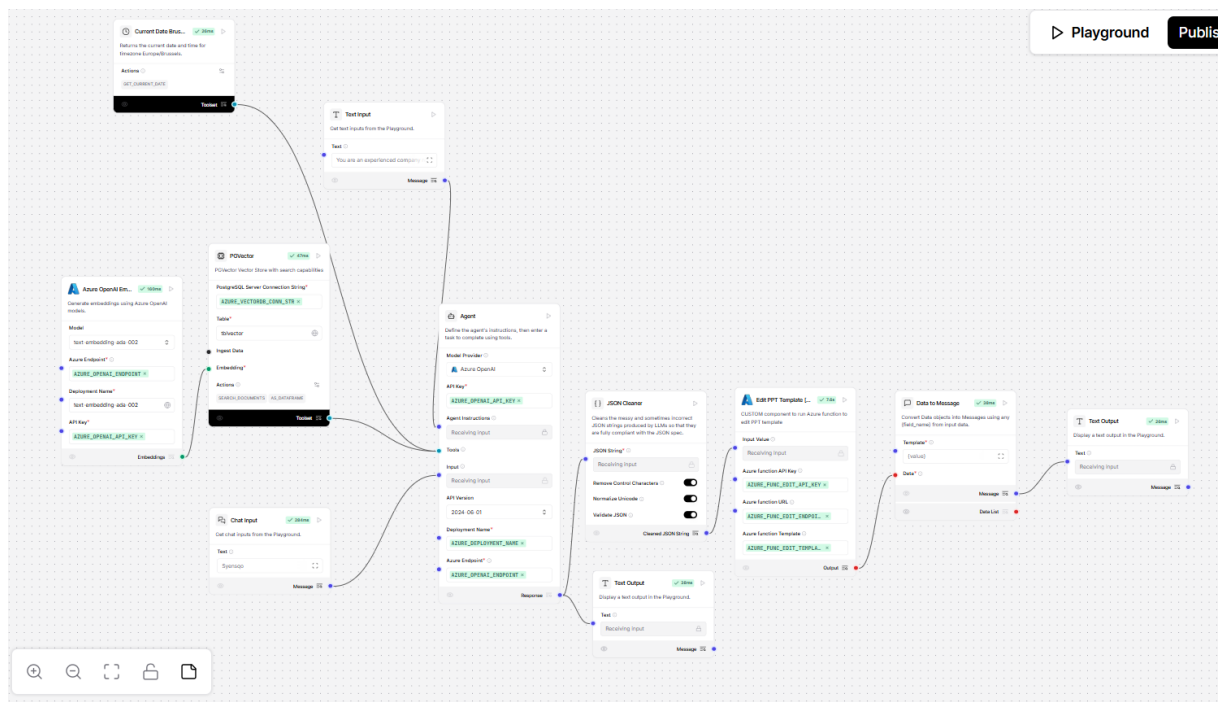 Playground
Publis
Current Date Brus...
Returns the current date and time for
timezone Europe/Brussels.
Actions
GET_CURRENT_DATE
Toolset
Text Input
Get text inputs from the Playground.
Text
You are an experienced company
Message
PGVector
47ms
PGVector Vector Store with search capabilities
PostgreSQL Server Connection String*
AZURE_VECTORDB_CONN_STR ×
Table*
tblvector
Ingest Data
Embedding*
Actions
SEARCH_DOCUMENTS AS_DATAFRAME
Toolset
Azure OpenAI Em...
Generate embeddings using Azure OpenAI
models.
Model
text-embedding-ada-002
Azure Endpoint*
AZURE_OPENAI_ENDPOINT ×
Deployment Name*
text-embedding-ada-002
API Key*
AZURE_OPENAI_API_KEY ×
Embeddings
Chat Input
Get chat inputs from the Playground.
Text
Syensqo
Message
Agent
Define the agent's instructions, then enter a
task to complete using tools.
Model Provider
Azure OpenAI
API Key*
AZURE_OPENAI_API_KEY ×
Agent Instructions
Receiving input
Tools
Input
Receiving input
API Version
2024-06-01
Deployment Name*
AZURE_DEPLOYMENT_NAME ×
Azure Endpoint*
AZURE_OPENAI_ENDPOINT ×
Response
JSON Cleaner
Cleans the messy and sometimes incorrect
JSON strings produced by LLMs so that they
are fully compliant with the JSON spec.
JSON String*
Receiving input
Remove Control Characters
Normalize Unicode
Validate JSON
Cleaned JSON String
Text Output
Display a text output in the Playground.
Text
Receiving input
Message
Edit PPT Template [...
CUSTOM component to run Azure function to
edit PPT template
Input Value
Receiving input
Azure function API Key
AZURE_FUNC_EDIT_API_KEY ×
Azure function URL
AZURE_FUNC_EDIT_ENDPOI... ×
Azure function Template
AZURE_FUNC_EDIT_TEMPLA... ×
Output
Data to Message
Convert Data objects into Messages using any
{field_name} from input data.
Template*
{value}
Data*
Message
Data List
Text Output
Display a text output in the Playground.
Text
Receiving input
Message